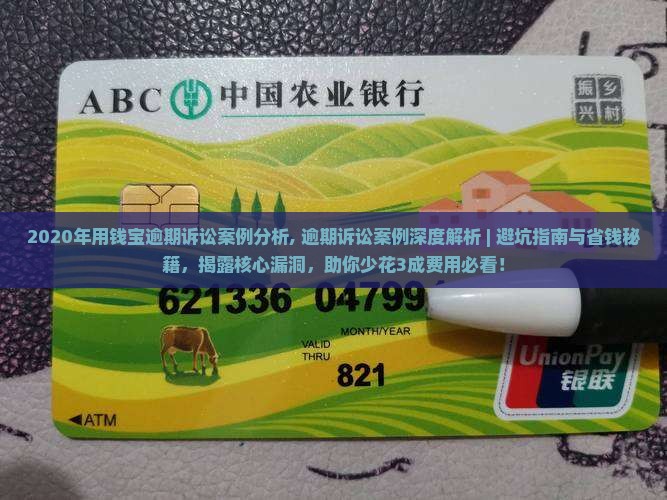 ABC 中国农业银行
振乡
兴村
2020年用钱宝逾期诉讼案例分析, 逾期诉讼案例深度解析 | 避坑指南与省钱秘
籍，揭露核心漏洞，助你少花3成费用必看！
621336 04799
MONTH/YEAR
VALID
THRU
821
UnionPay
银联
◀ATM